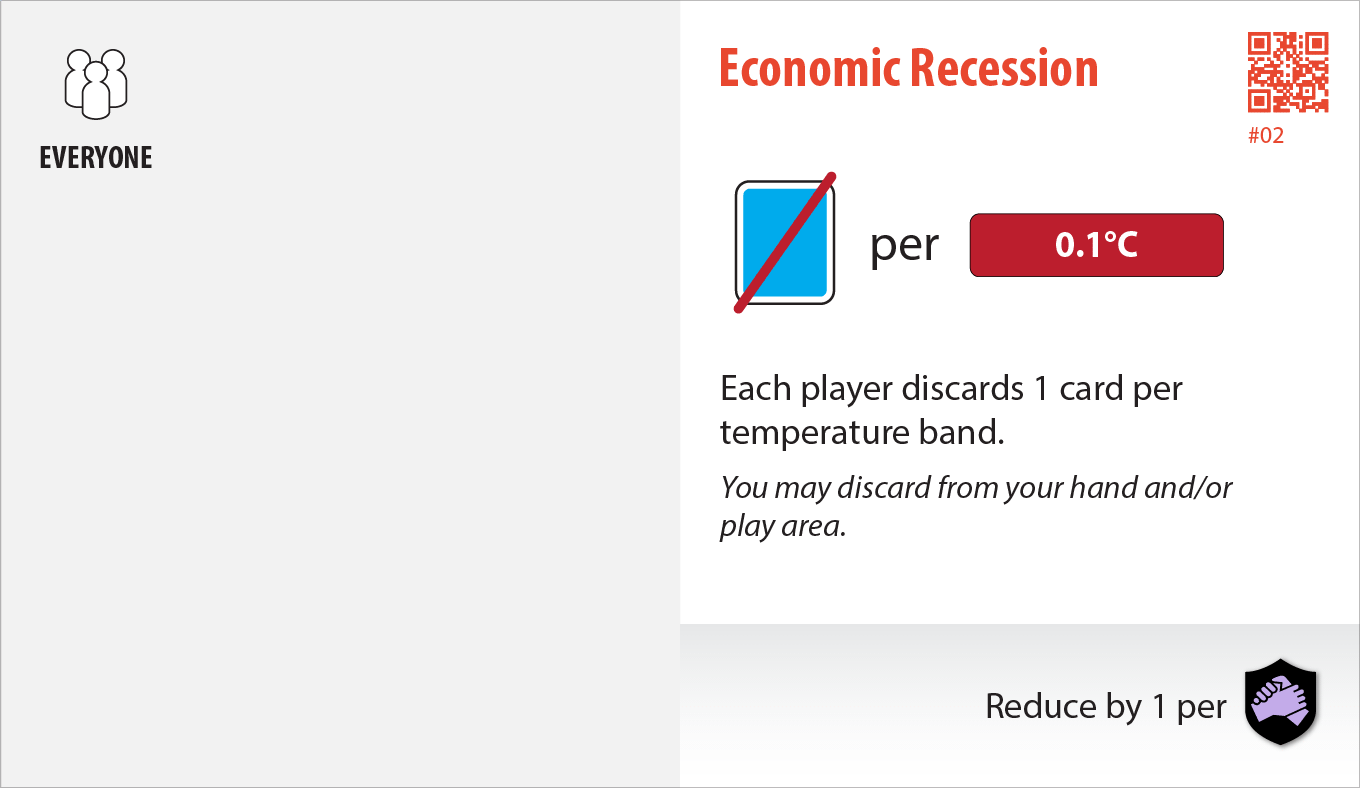 EVERYONE
Economic Recession
#02
per
0.1°C
Each player discards 1 card per
temperature band.
You may discard from your hand and/or
play area.
Reduce by 1 per